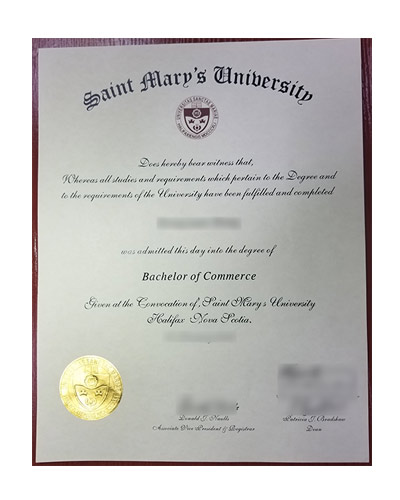 Saint Mary's University
Does hereby bear witness that,
Whereas all studies and requirements which pertain to the Degree and
to the requirements of the University have been fulfilled and completed
was admitted this day into the degree of
Bachelor of Commerce
Given at the Convocation of, Saint Mary's University
Halifax Nova Scotia.
Associate Vice President & Registrar
Patricia J. Bradshaw
Dean